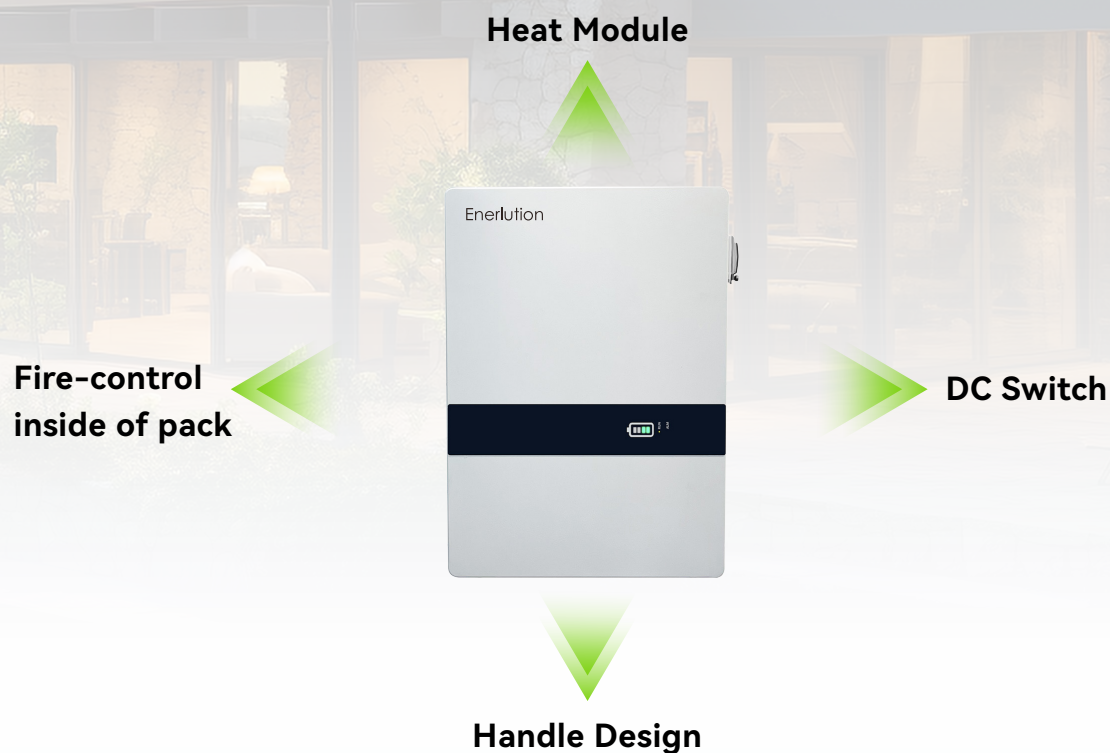 Heat Module
Enerlution
Fire-control
inside of pack
DC Switch
Handle Design